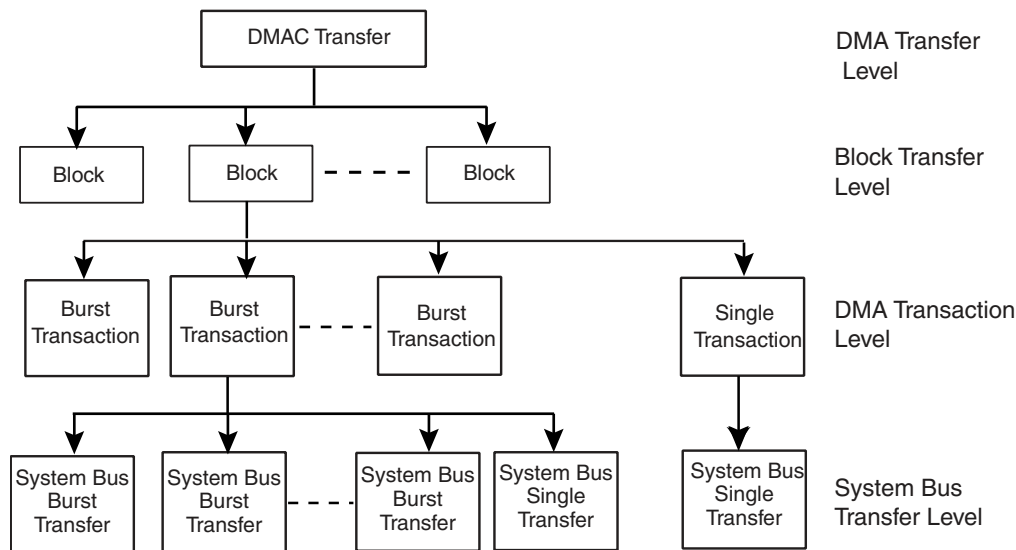 DMAC Transfer
DMA Transfer
Level
Block
Block
Block
Block Transfer
Level
Burst
Transaction
Burst
Transaction
Burst
Transaction
Single
Transaction
DMA Transaction
Level
System Bus
Burst
Transfer
System Bus
Burst
Transfer
System Bus
Burst
Transfer
System Bus
Single
Transfer
System Bus
Single
Transfer
System Bus
Transfer Level